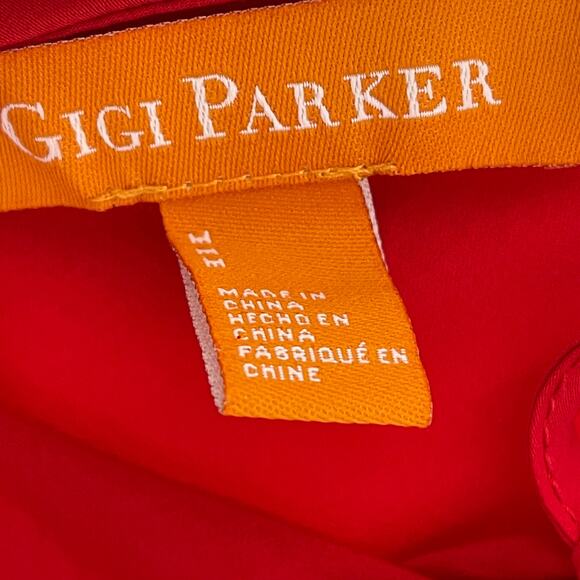 GIGI PARKER
MADE IN
CHINA
HECHO EN
CHINA
FABRIQUÉ EN
CHINE